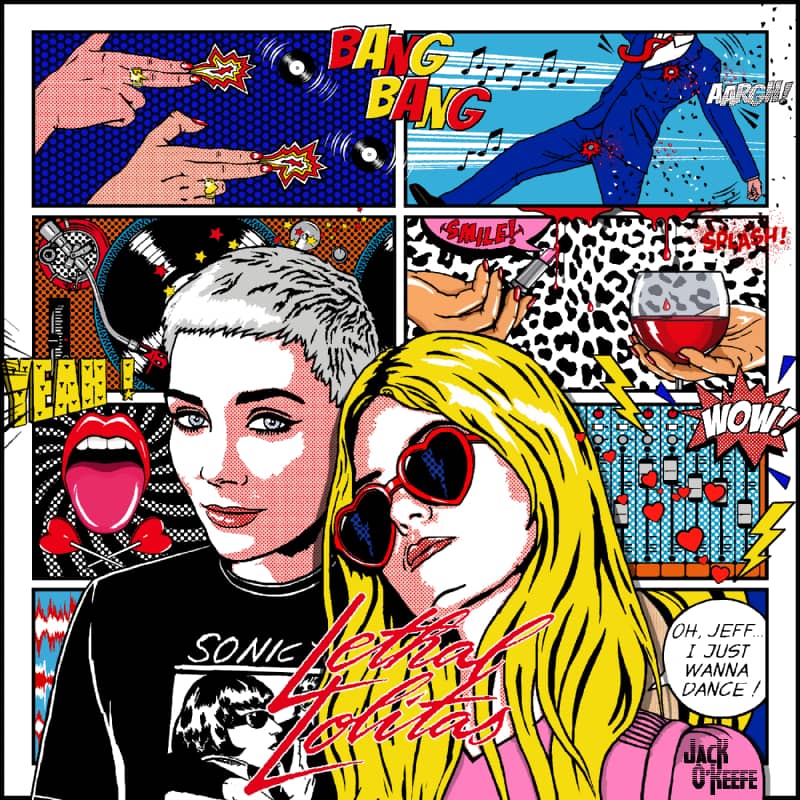 BANG
BANG
AARGH!
SMILE!
SPLASH!
YEAH!
WOW!
SONIC
Lethal
Lolitas
OH, JEFF...
I JUST
WANNA
DANCE!
JACK
O'KEEFE